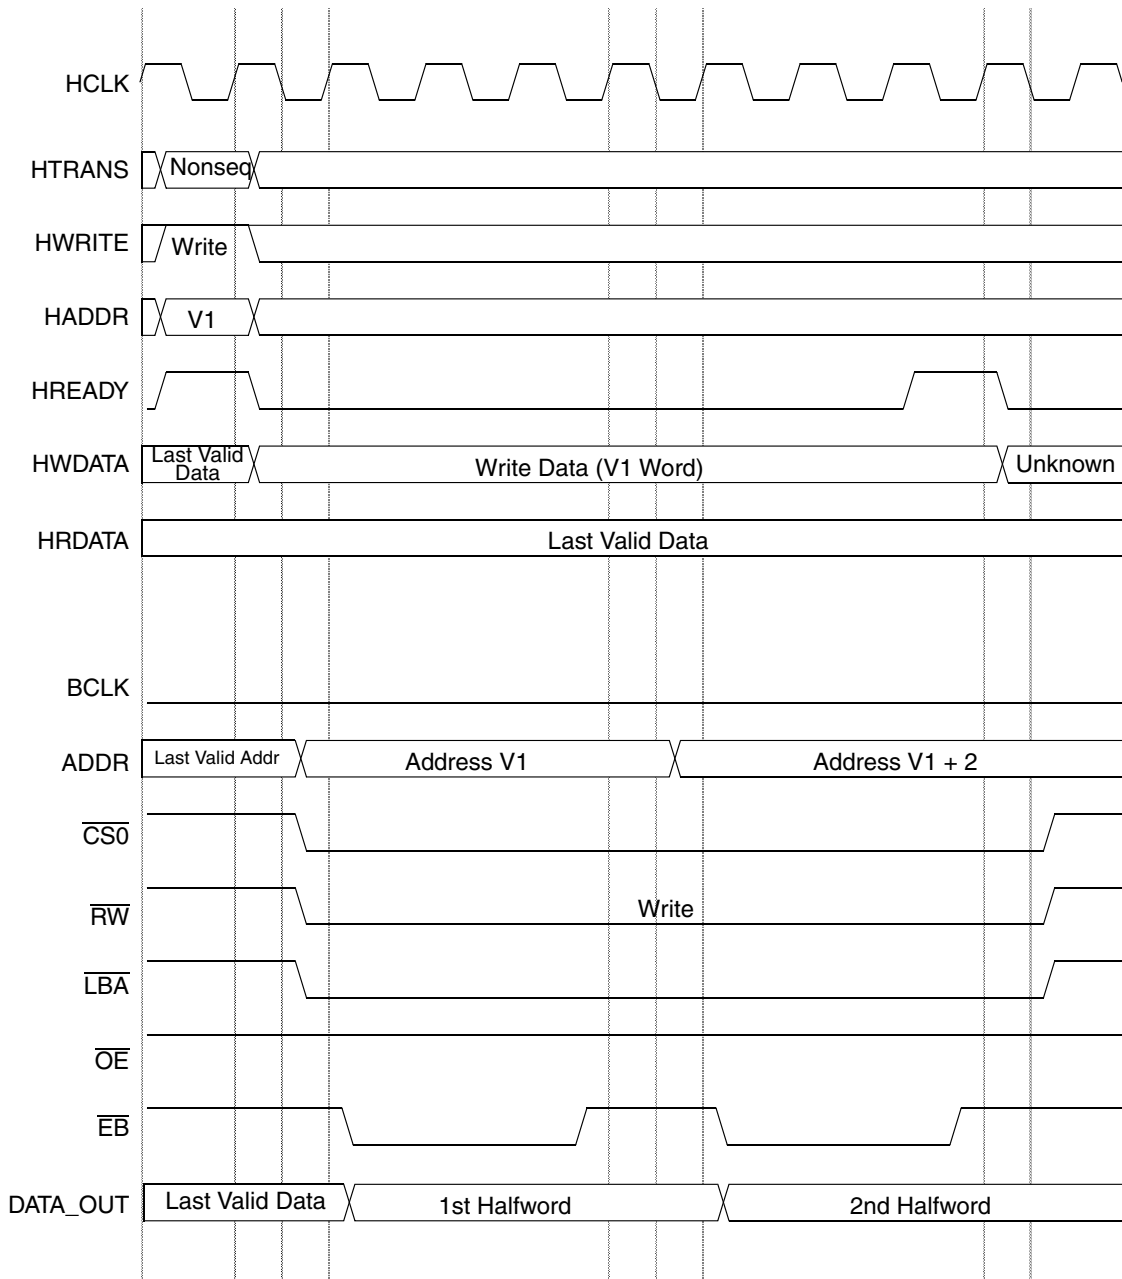 HCLK
HTRANS Nonseq
HWRITE Write
HADDR V1
HREADY
HWDATA Last Valid Data Write Data (V1 Word) Unknown
HRDATA Last Valid Data
BCLK
ADDR Last Valid Addr Address V1 Address V1 + 2
CS0
RW Write
LBA
OE
EB
DATA_OUT Last Valid Data 1st Halfword 2nd Halfword